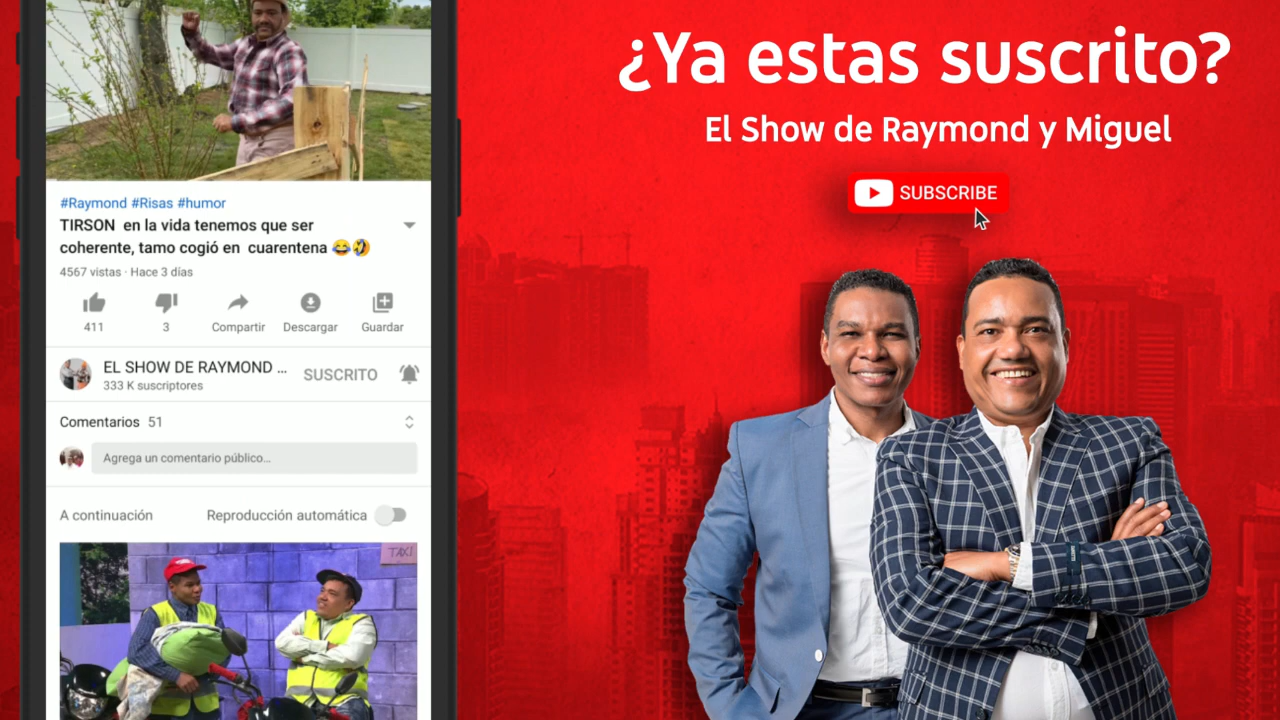 #Raymond #Risas #humor
TIRSON en la vida tenemos que ser
coherente, tamo cogió en cuarentena 😂🤣
4567 vistas · Hace 3 días
411
3
Compartir
Descargar
Guardar
EL SHOW DE RAYMOND ...
333 K suscriptores
SUSCRITO
Comentarios 51
Agrega un comentario público...
A continuación
Reproducción automática
TAXI
¿Ya estas suscrito?
El Show de Raymond y Miguel
SUBSCRIBE